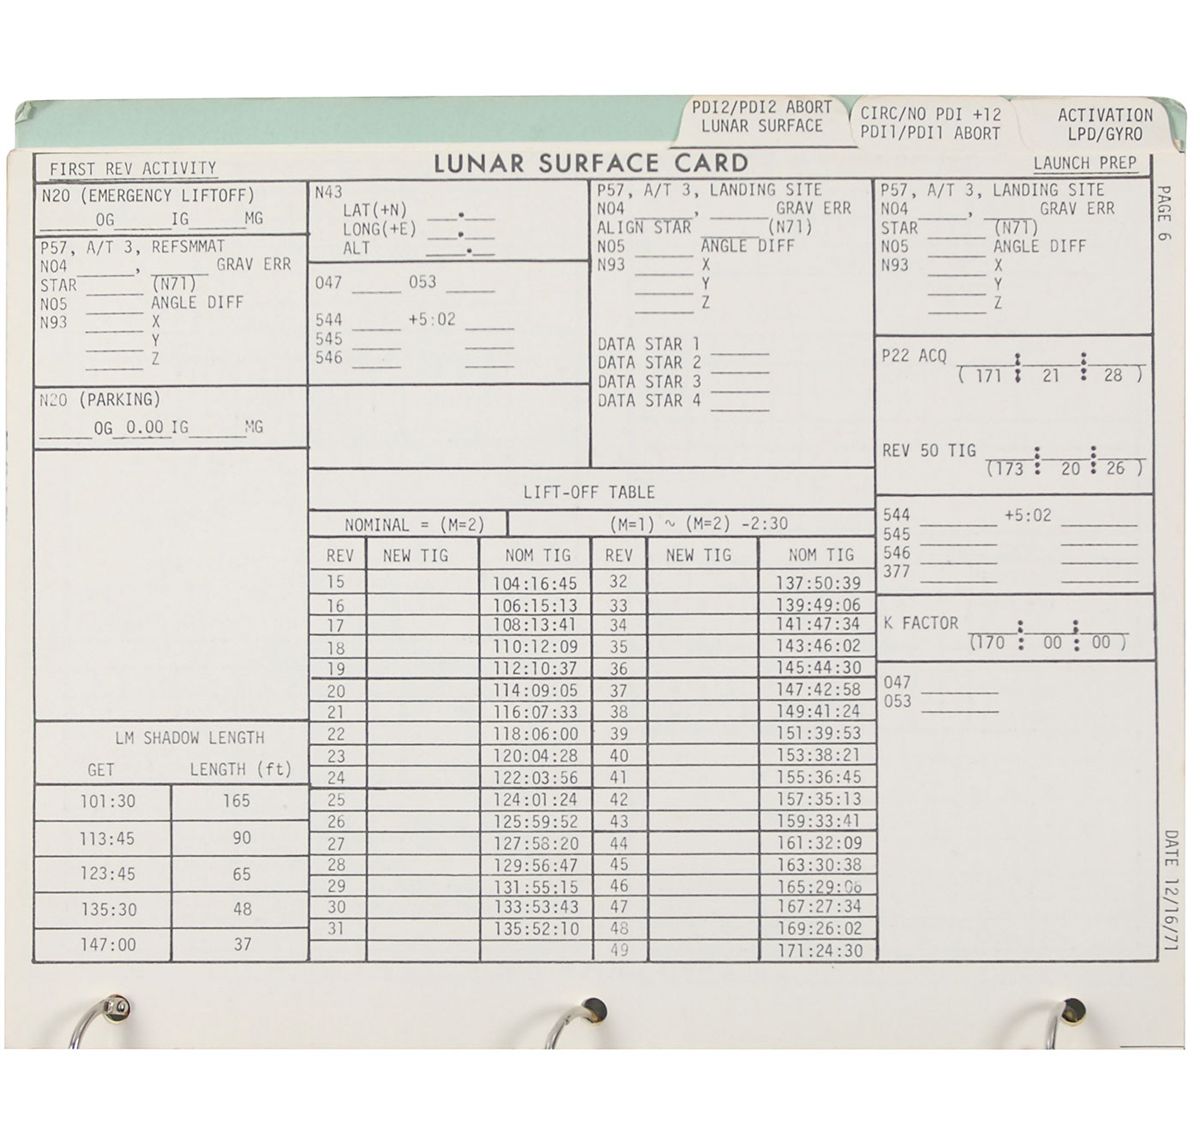 PDI2/PDI2 ABORT
LUNAR SURFACE
CIRC/NO PDI +12
PDI1/PDI1 ABORT
ACTIVATION
LPD/GYRO
FIRST REV ACTIVITY
LUNAR SURFACE CARD
LAUNCH PREP
N20 (EMERGENCY LIFTOFF)
OG IG MG
P57, A/T 3, REFSMMAT
N04 , GRAV ERR
STAR (N71)
N05 ANGLE DIFF
N93 X
Y
Z
N20 (PARKING)
OG 0.00 IG MG
LM SHADOW LENGTH
GET LENGTH (ft)
101:30 165
113:45 90
123:45 65
135:30 48
147:00 37
N43
LAT(+N) .
LONG(+E) .
ALT .
047 053
544 +5:02
545
546
P57, A/T 3, LANDING SITE
N04 , GRAV ERR
ALIGN STAR (N71)
N05 ANGLE DIFF
N93 X
Y
Z
DATA STAR 1
DATA STAR 2
DATA STAR 3
DATA STAR 4
LIFT-OFF TABLE
NOMINAL = (M=2) (M=1) ~ (M=2) -2:30
REV NEW TIG NOM TIG REV NEW TIG NOM TIG
15 104:16:45 32 137:50:39
16 106:15:13 33 139:49:06
17 108:13:41 34 141:47:34
18 110:12:09 35 143:46:02
19 112:10:37 36 145:44:30
20 114:09:05 37 147:42:58
21 116:07:33 38 149:41:24
22 118:06:00 39 151:39:53
23 120:04:28 40 153:38:21
24 122:03:56 41 155:36:45
25 124:01:24 42 157:35:13
26 125:59:52 43 159:33:41
27 127:58:20 44 161:32:09
28 129:56:47 45 163:30:38
29 131:55:15 46 165:29:06
30 133:53:43 47 167:27:34
31 135:52:10 48 169:26:02
49 171:24:30
P57, A/T 3, LANDING SITE
N04 , GRAV ERR
STAR (N71)
N05 ANGLE DIFF
N93 X
Y
Z
P22 ACQ : :
(171 : 21 : 28)
REV 50 TIG : :
(173 : 20 : 26)
544 +5:02
545
546
377
K FACTOR : :
(170 : 00 : 00)
047
053
PAGE 6
DATE 12/16/71